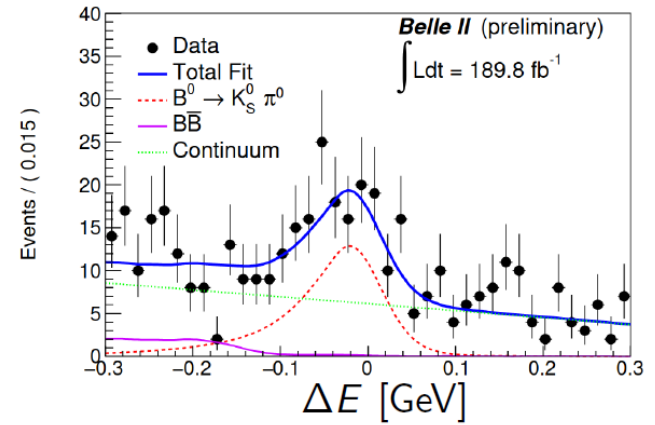 Belle II (preliminary)
∫Ldt = 189.8 fb⁻¹
Data
Total Fit
B⁰ → K⁰_S π⁰
BB̅
Continuum
Events / ( 0.015 )
40
35
30
25
20
15
10
5
0
−0.3 −0.2 −0.1 0 0.1 0.2 0.3
ΔE [GeV]